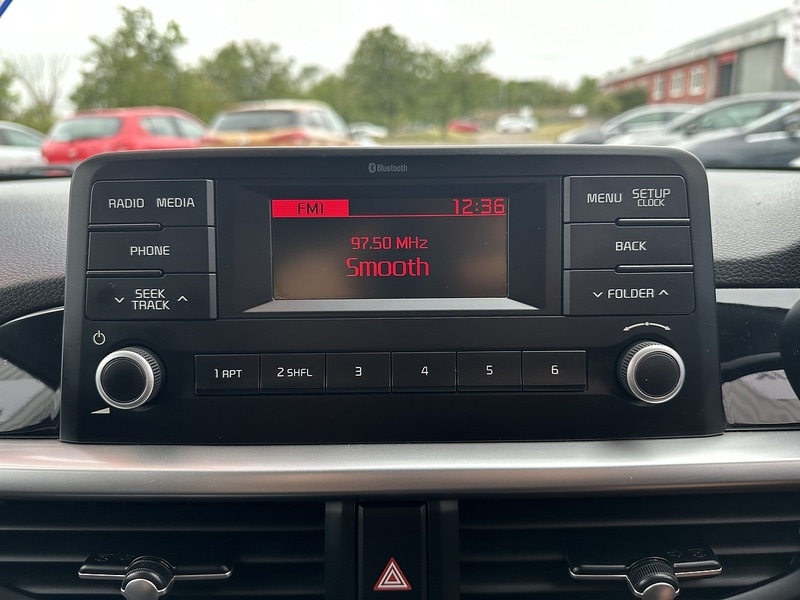 Bluetooth
RADIO MEDIA
PHONE
SEEK
TRACK
FM1 12:36
97.50 MHz
Smooth
MENU SETUP
CLOCK
BACK
FOLDER
1 APT 2 SHFL 3 4 5 6